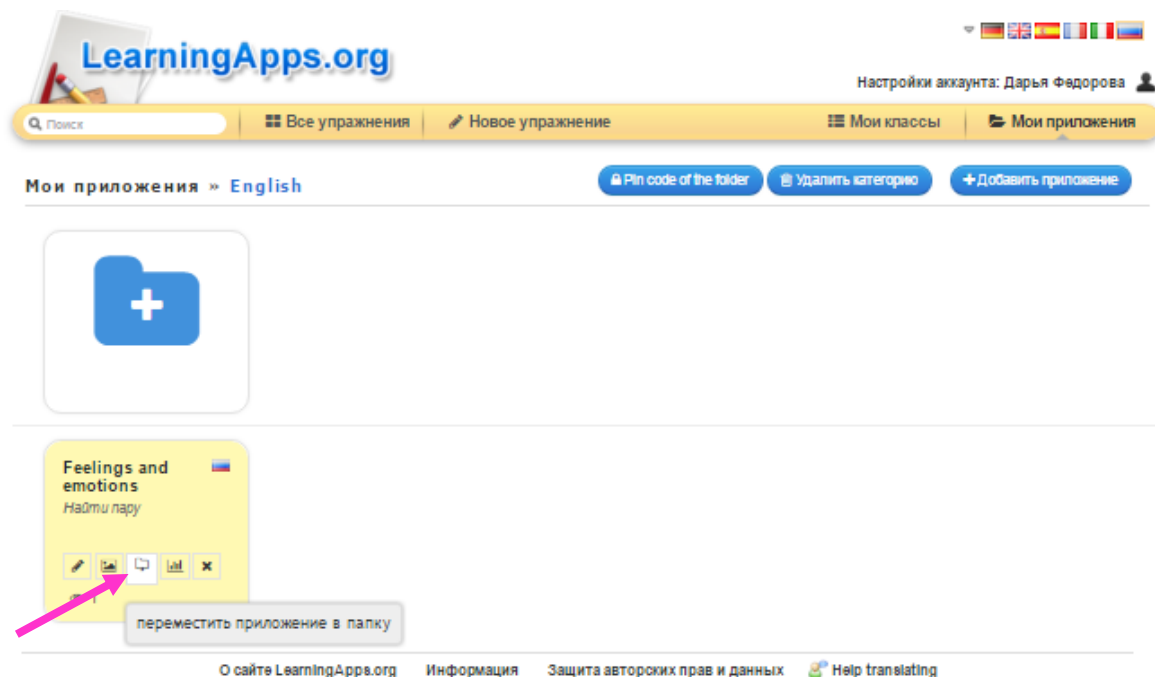 LearningApps.org
Настройки аккаунта: Дарья Федорова
Поиск
Все упражнения
Новое упражнение
Мои классы
Мои приложения
Мои приложения » English
Pin code of the folder
Удалить категорию
Добавить приложение
Feelings and
emotions
Найти пару
переместить приложение в папку
О сайте LearningApps.org Информация Защита авторских прав и данных Help translating